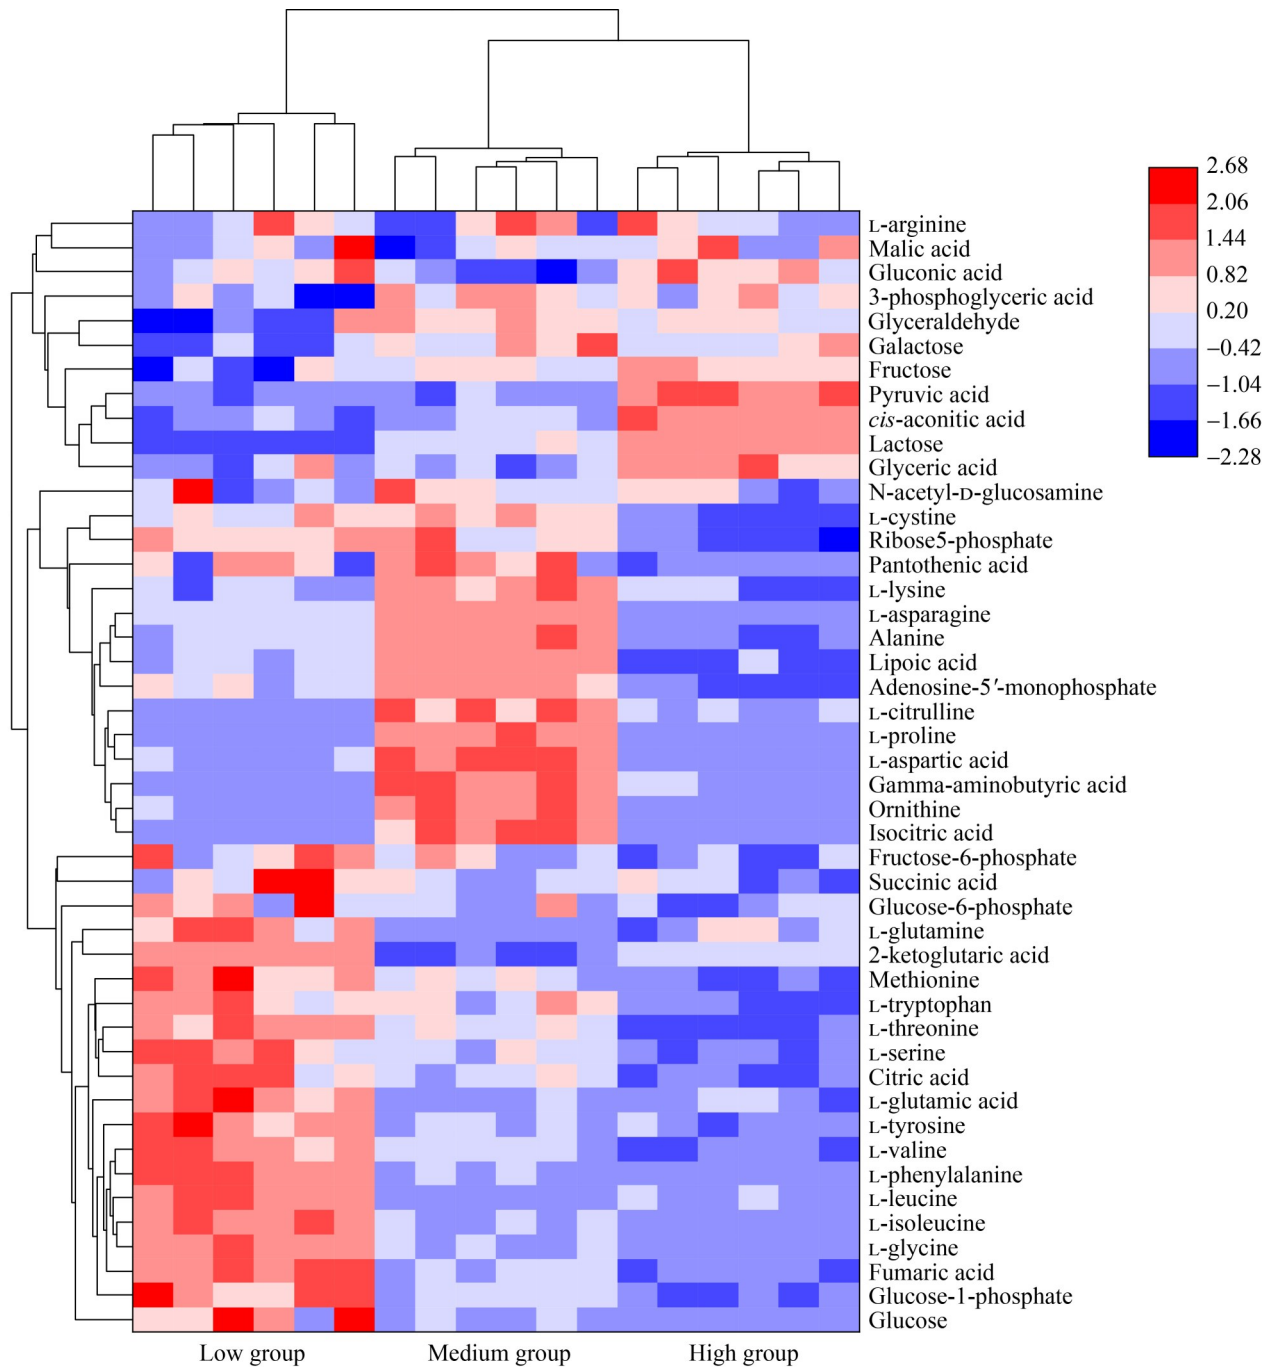 2.68
2.06
1.44
0.82
0.20
−0.42
−1.04
−1.66
−2.28
ʟ-arginine
Malic acid
Gluconic acid
3-phosphoglyceric acid
Glyceraldehyde
Galactose
Fructose
Pyruvic acid
cis-aconitic acid
Lactose
Glyceric acid
N-acetyl-ᴅ-glucosamine
ʟ-cystine
Ribose5-phosphate
Pantothenic acid
ʟ-lysine
ʟ-asparagine
Alanine
Lipoic acid
Adenosine-5′-monophosphate
ʟ-citrulline
ʟ-proline
ʟ-aspartic acid
Gamma-aminobutyric acid
Ornithine
Isocitric acid
Fructose-6-phosphate
Succinic acid
Glucose-6-phosphate
ʟ-glutamine
2-ketoglutaric acid
Methionine
ʟ-tryptophan
ʟ-threonine
ʟ-serine
Citric acid
ʟ-glutamic acid
ʟ-tyrosine
ʟ-valine
ʟ-phenylalanine
ʟ-leucine
ʟ-isoleucine
ʟ-glycine
Fumaric acid
Glucose-1-phosphate
Glucose
Low group
Medium group
High group